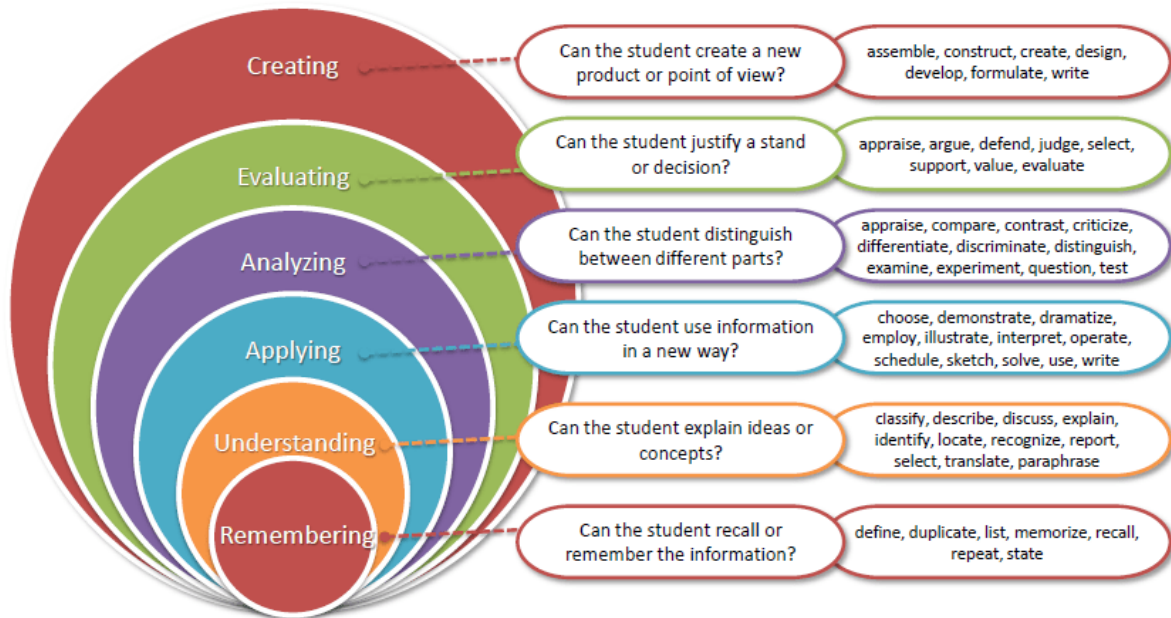 Creating
Can the student create a new
product or point of view?
assemble, construct, create, design,
develop, formulate, write
Evaluating
Can the student justify a stand
or decision?
appraise, argue, defend, judge, select,
support, value, evaluate
Analyzing
Can the student distinguish
between different parts?
appraise, compare, contrast, criticize,
differentiate, discriminate, distinguish,
examine, experiment, question, test
Applying
Can the student use information
in a new way?
choose, demonstrate, dramatize,
employ, illustrate, interpret, operate,
schedule, sketch, solve, use, write
Understanding
Can the student explain ideas or
concepts?
classify, describe, discuss, explain,
identify, locate, recognize, report,
select, translate, paraphrase
Remembering
Can the student recall or
remember the information?
define, duplicate, list, memorize, recall,
repeat, state